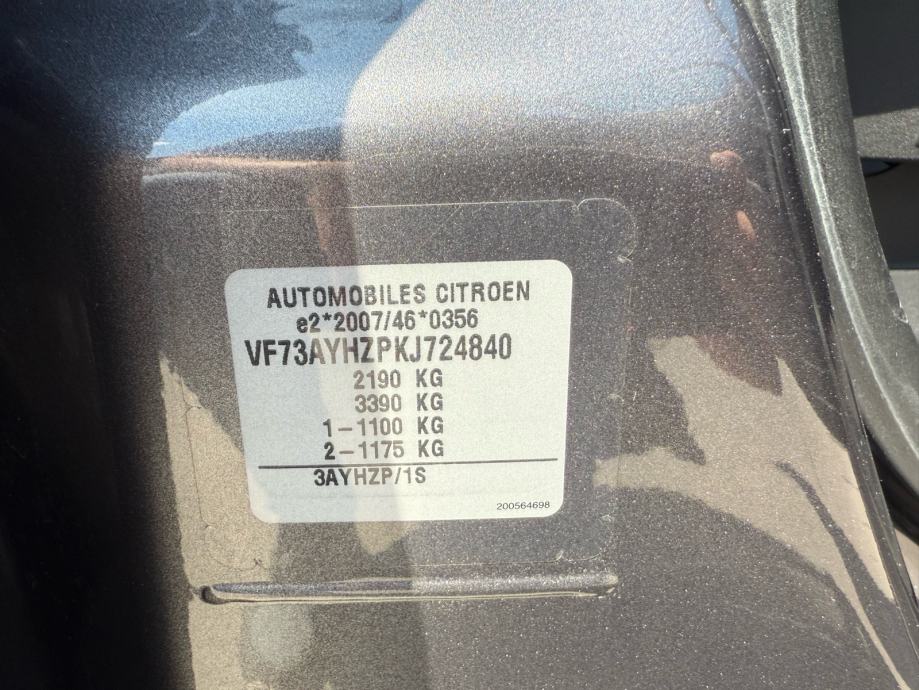 AUTOMOBILES CITROEN
e2*2007/46*0356
VF73AYHZPKJ724840
2190 KG
3390 KG
1-1100 KG
2-1175 KG
3AYHZP/1S
200564698